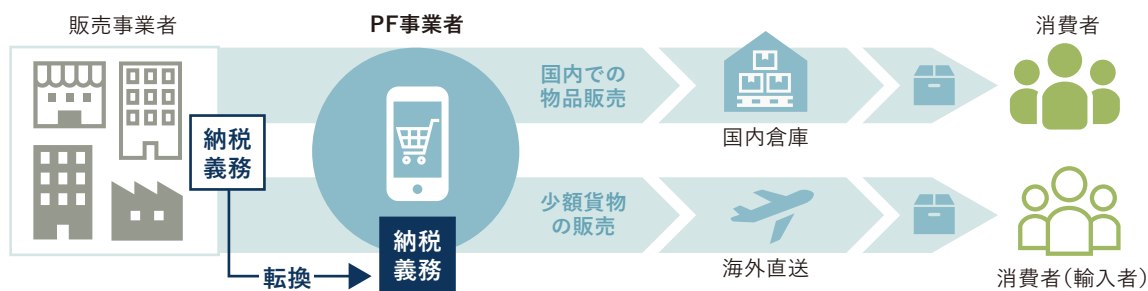 販売事業者
PF事業者
消費者
国内での
物品販売
国内倉庫
納税
義務
少額貨物
の販売
海外直送
納税
義務
転換
消費者（輸入者）